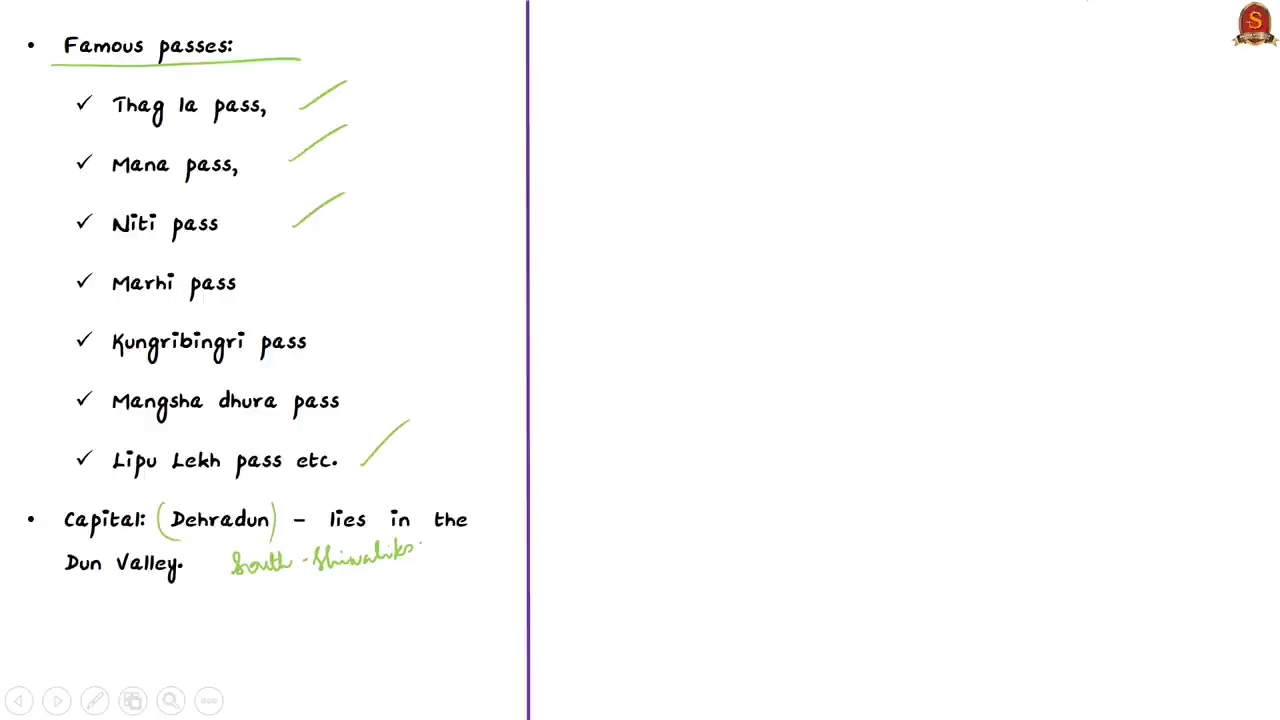 • Famous passes:
✓ Thag la pass,
✓ Mana pass,
✓ Niti pass
✓ Marhi pass
✓ Kungribingri pass
✓ Mangsha dhura pass
✓ Lipu Lekh pass etc.
• Capital: (Dehradun) – lies in the
Dun Valley. South - Shiwaliks.
S